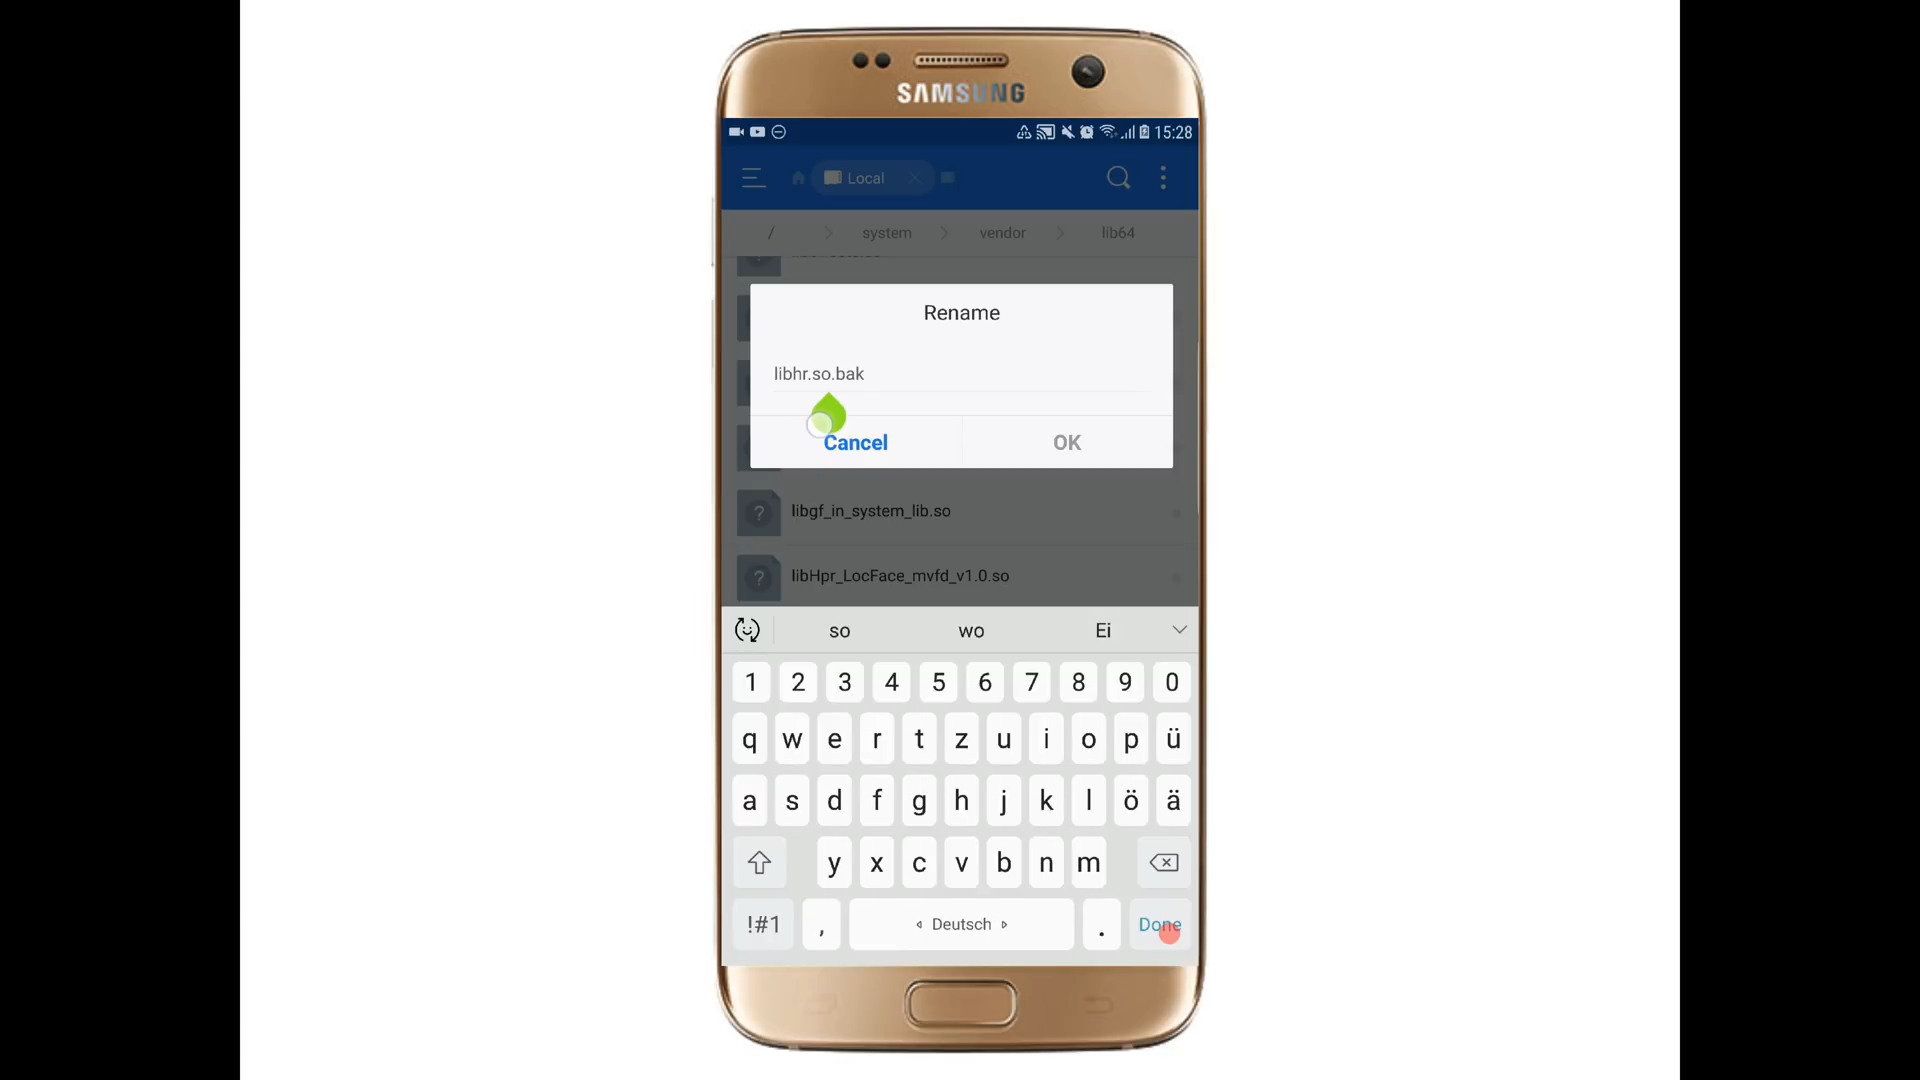 SAMSUNG
15:28
Local
/ system vendor lib64
Rename
libhr.so.bak
Cancel OK
libgf_in_system_lib.so
libHpr_LocFace_mvfd_v1.0.so
so wo Ei
1 2 3 4 5 6 7 8 9 0
q w e r t z u i o p ü
a s d f g h j k l ö ä
y x c v b n m
!#1 , Deutsch . Done